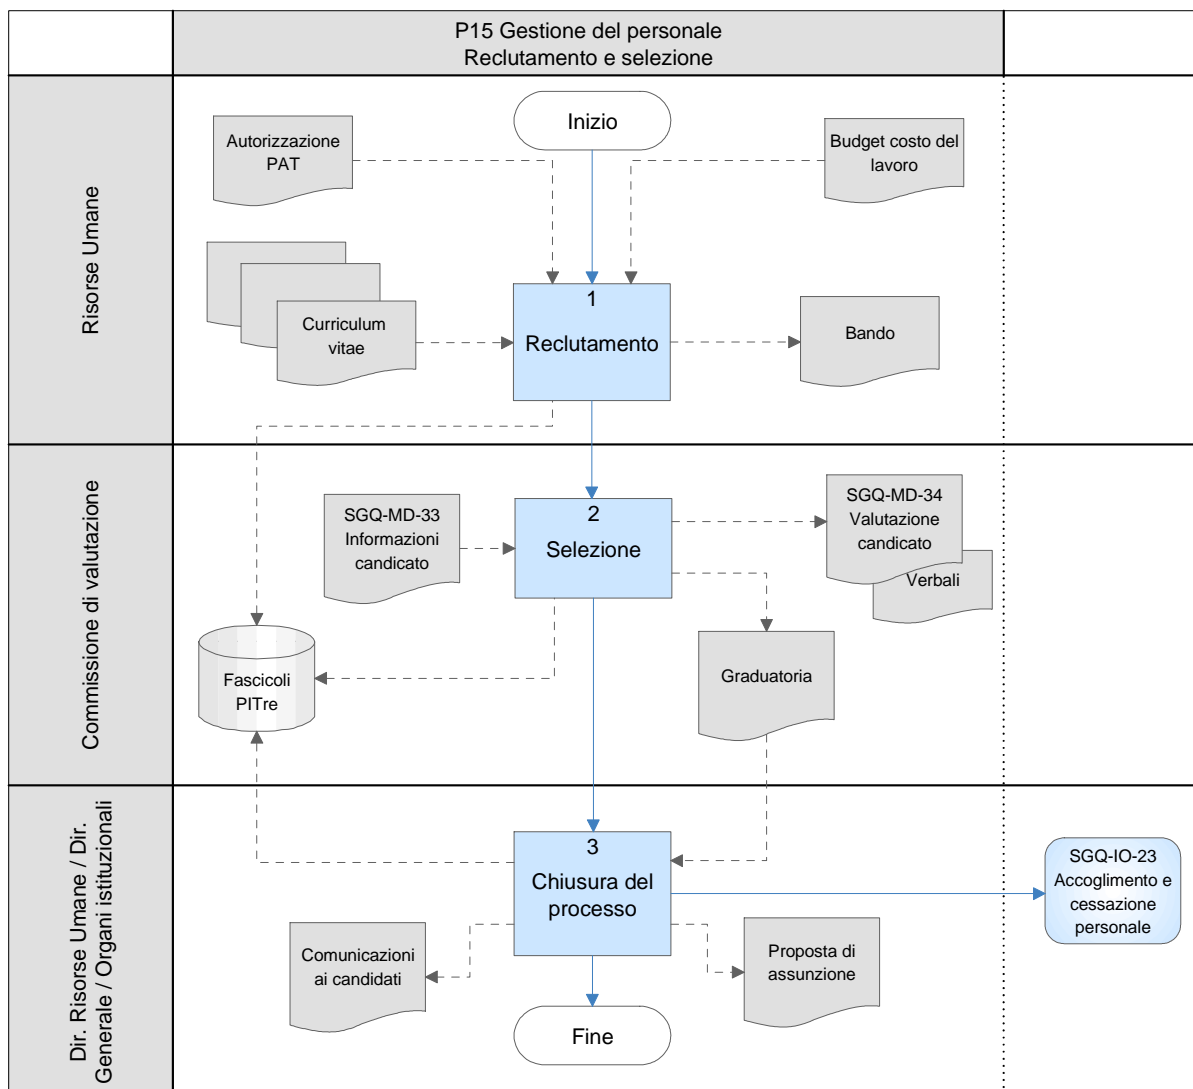 P15 Gestione del personale
Reclutamento e selezione
Risorse Umane
Inizio
Autorizzazione
PAT
Budget costo del
lavoro
1
Reclutamento
Curriculum
vitae
Bando
Commissione di valutazione
SGQ-MD-33
Informazioni
candicato
2
Selezione
SGQ-MD-34
Valutazione
candicato
Verbali
Fascicoli
PITre
Graduatoria
Dir. Risorse Umane / Dir.
Generale / Organi istituzionali
3
Chiusura del
processo
SGQ-IO-23
Accoglimento e
cessazione
personale
Comunicazioni
ai candidati
Proposta di
assunzione
Fine